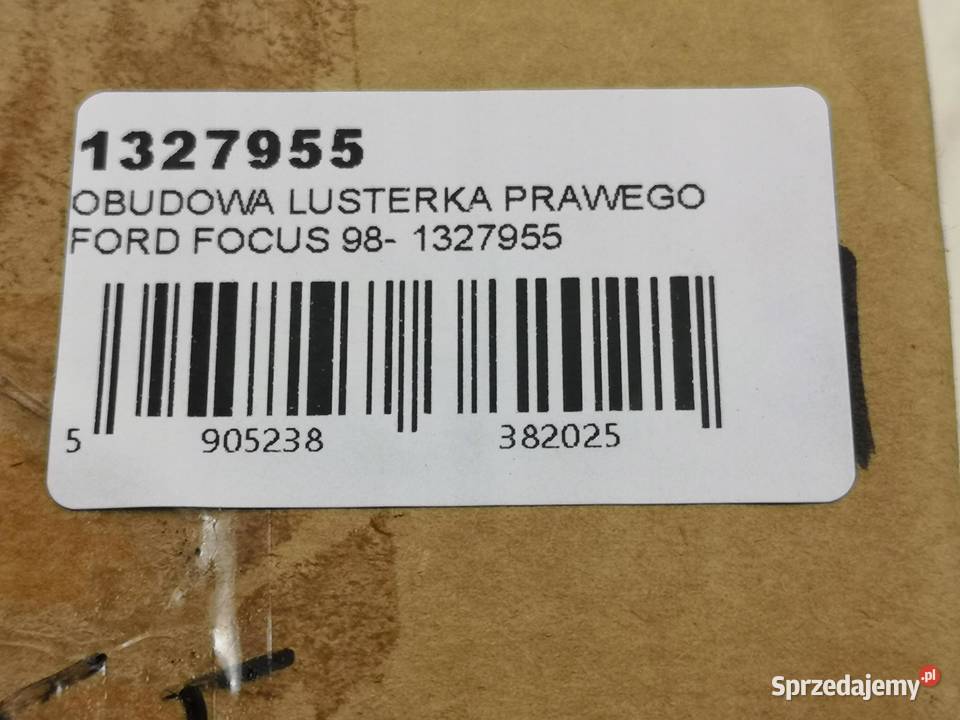 1327955
OBUDOWA LUSTERKA PRAWEGO
FORD FOCUS 98- 1327955
5 905238 382025
Sprzedajemy.pl